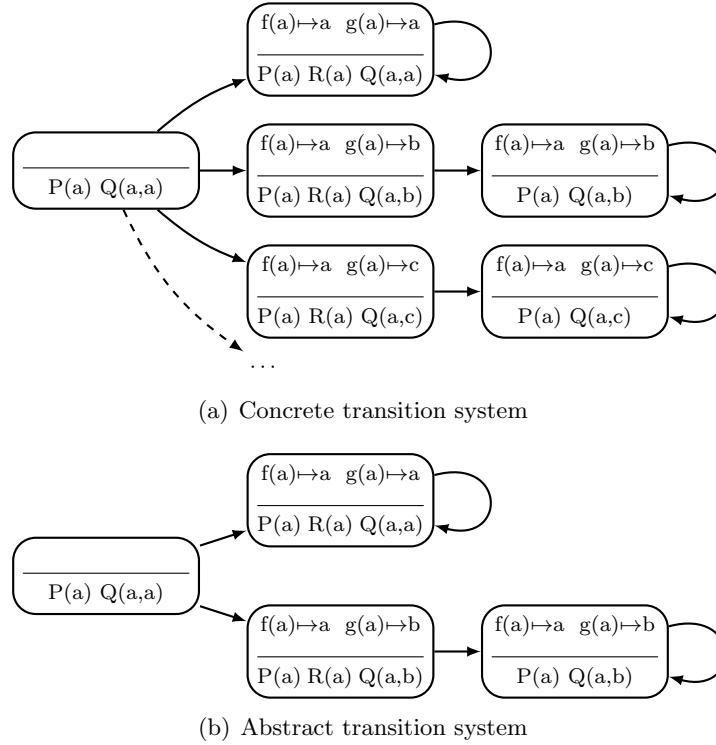 f(a)↦a g(a)↦a
P(a) R(a) Q(a,a)
P(a) Q(a,a)
f(a)↦a g(a)↦b
P(a) R(a) Q(a,b)
f(a)↦a g(a)↦b
P(a) Q(a,b)
f(a)↦a g(a)↦c
P(a) R(a) Q(a,c)
f(a)↦a g(a)↦c
P(a) Q(a,c)
...
(a) Concrete transition system
f(a)↦a g(a)↦a
P(a) R(a) Q(a,a)
P(a) Q(a,a)
f(a)↦a g(a)↦b
P(a) R(a) Q(a,b)
f(a)↦a g(a)↦b
P(a) Q(a,b)
(b) Abstract transition system